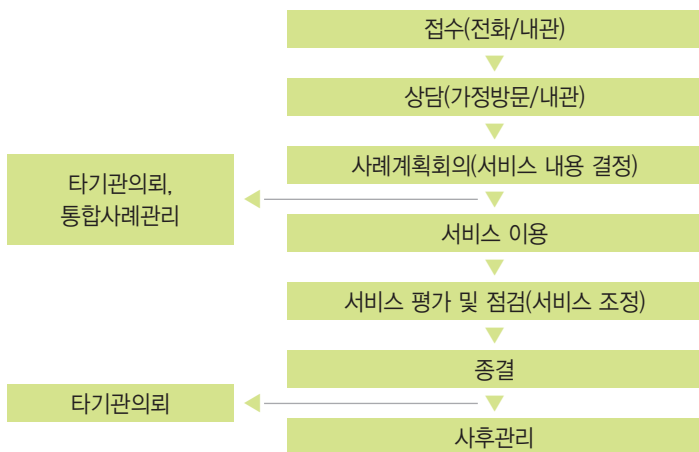 접수(전화/내관)
상담(가정방문/내관)
사례계획회의(서비스 내용 결정)
타기관의뢰,
통합사례관리
서비스 이용
서비스 평가 및 점검(서비스 조정)
종결
타기관의뢰
사후관리